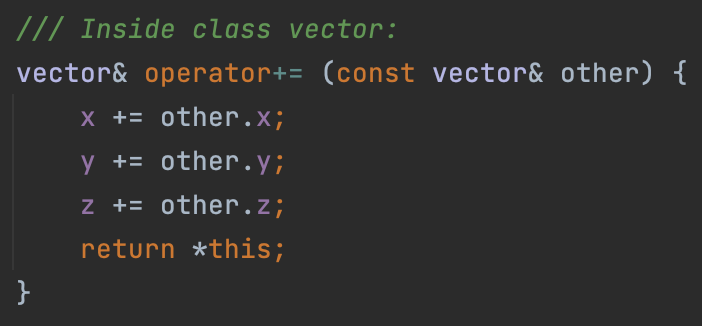 /// Inside class vector:
vector& operator+= (const vector& other) {
    x += other.x;
    y += other.y;
    z += other.z;
    return *this;
}